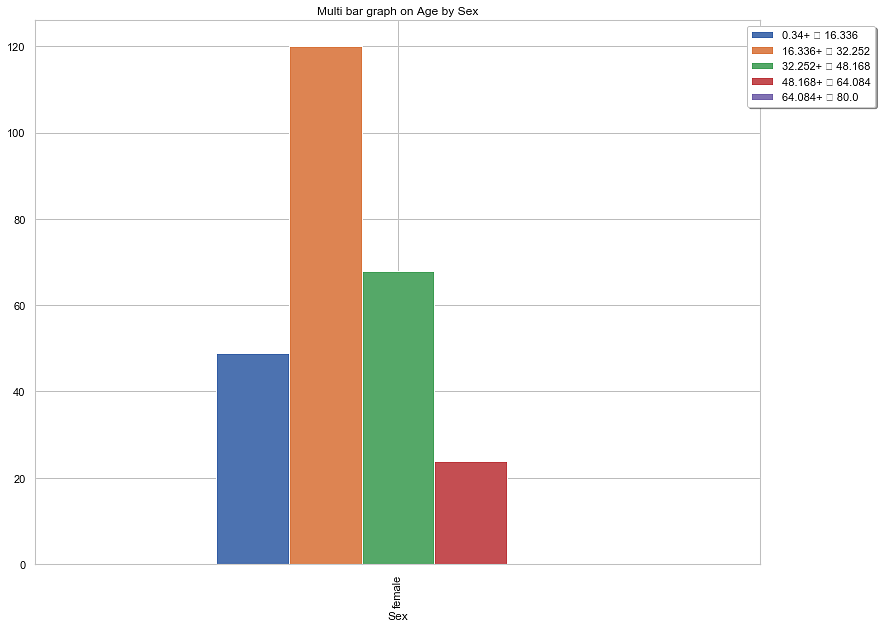 Multi bar graph on Age by Sex
0.34+ □ 16.336
16.336+ □ 32.252
32.252+ □ 48.168
48.168+ □ 64.084
64.084+ □ 80.0
120
100
80
60
40
20
0
female
Sex